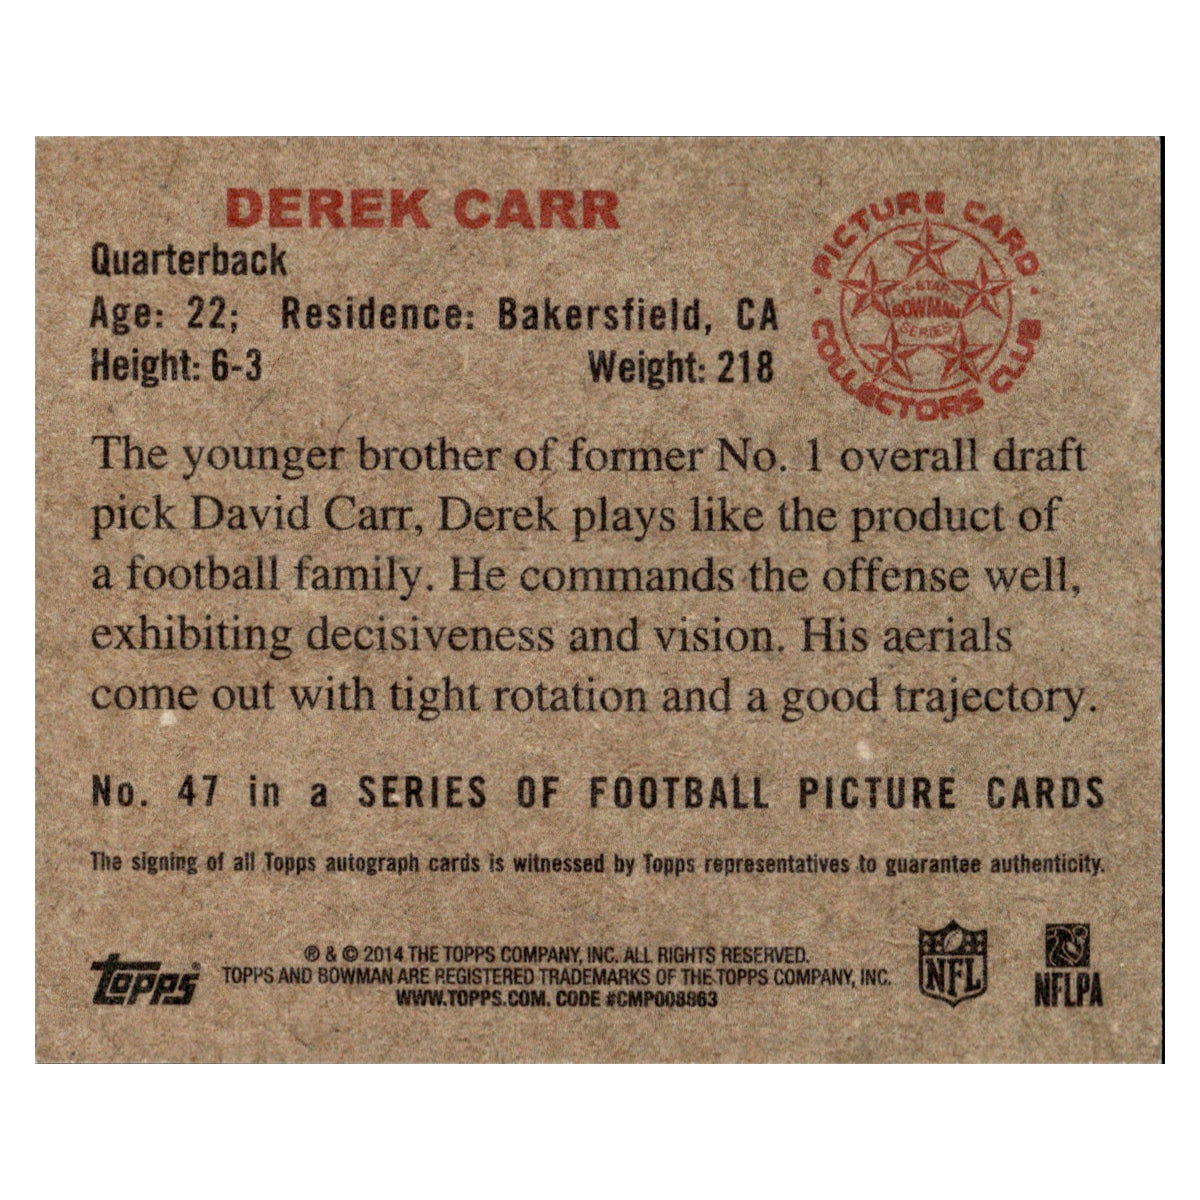 DEREK CARR
Quarterback
Age: 22; Residence: Bakersfield, CA
Height: 6-3 Weight: 218
PICTURE CARD
COLLECTORS CLUB
5-STAR
BOWMAN
SERIES
The younger brother of former No. 1 overall draft
pick David Carr, Derek plays like the product of
a football family. He commands the offense well,
exhibiting decisiveness and vision. His aerials
come out with tight rotation and a good trajectory.
No. 47 in a SERIES OF FOOTBALL PICTURE CARDS
The signing of all Topps autograph cards is witnessed by Topps representatives to guarantee authenticity.
topps
® & © 2014 THE TOPPS COMPANY, INC. ALL RIGHTS RESERVED.
TOPPS AND BOWMAN ARE REGISTERED TRADEMARKS OF THE TOPPS COMPANY, INC.
WWW.TOPPS.COM. CODE #CMP008863
NFL
NFLPA